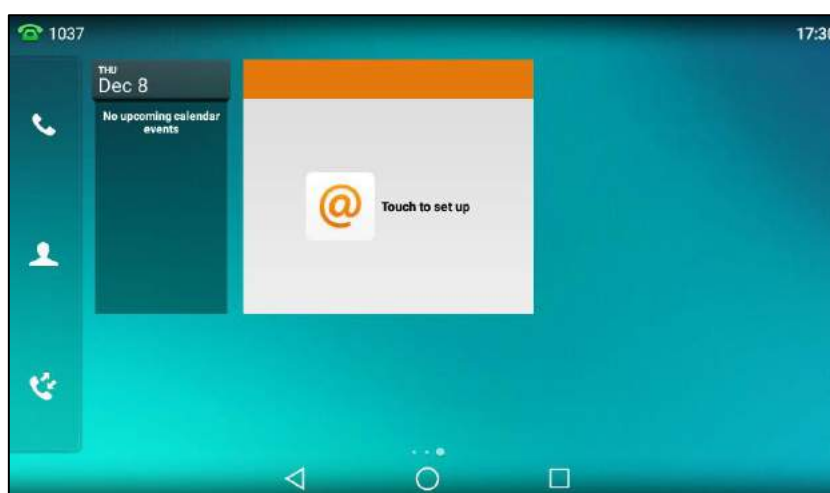 1037
17:30
THU
Dec 8
No upcoming calendar
events
@
Touch to set up